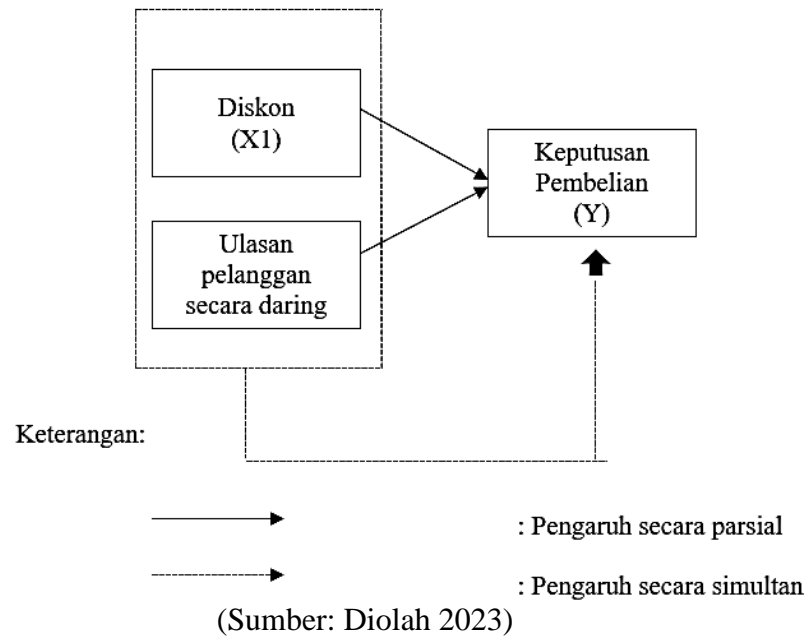 Diskon
(X1)
Keputusan
Pembelian
(Y)
Ulasan
pelanggan
secara daring
Keterangan:
: Pengaruh secara parsial
: Pengaruh secara simultan
(Sumber: Diolah 2023)